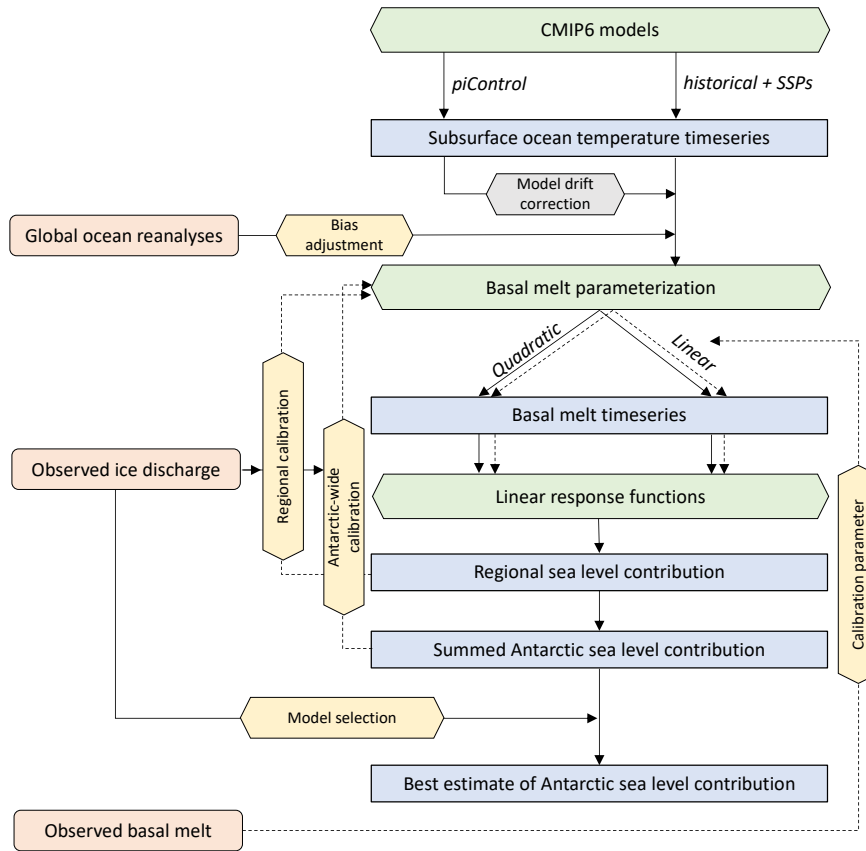 CMIP6 models
piControl
historical + SSPs
Subsurface ocean temperature timeseries
Model drift
correction
Global ocean reanalyses
Bias
adjustment
Basal melt parameterization
Quadratic
Linear
Basal melt timeseries
Observed ice discharge
Regional calibration
Antarctic-wide
calibration
Linear response functions
Calibration parameter
Regional sea level contribution
Summed Antarctic sea level contribution
Model selection
Best estimate of Antarctic sea level contribution
Observed basal melt